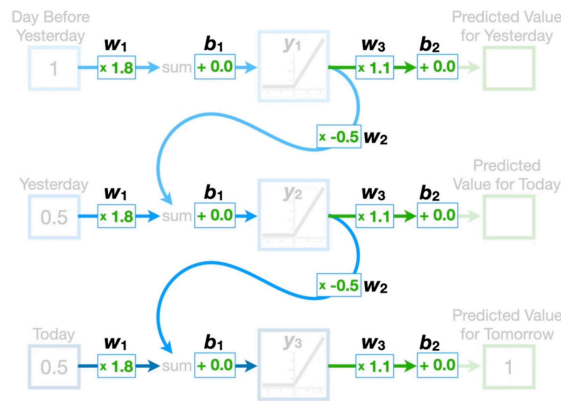 Day Before
Yesterday
w₁ b₁ y₁ w₃ b₂ Predicted Value
for Yesterday
1 x 1.8 sum + 0.0 x 1.1 + 0.0
x -0.5 w₂
Yesterday w₁ b₁ y₂ w₃ b₂ Predicted
Value for Today
0.5 x 1.8 sum + 0.0 x 1.1 + 0.0
x -0.5 w₂
Today w₁ b₁ y₃ w₃ b₂ Predicted Value
for Tomorrow
0.5 x 1.8 sum + 0.0 x 1.1 + 0.0 1